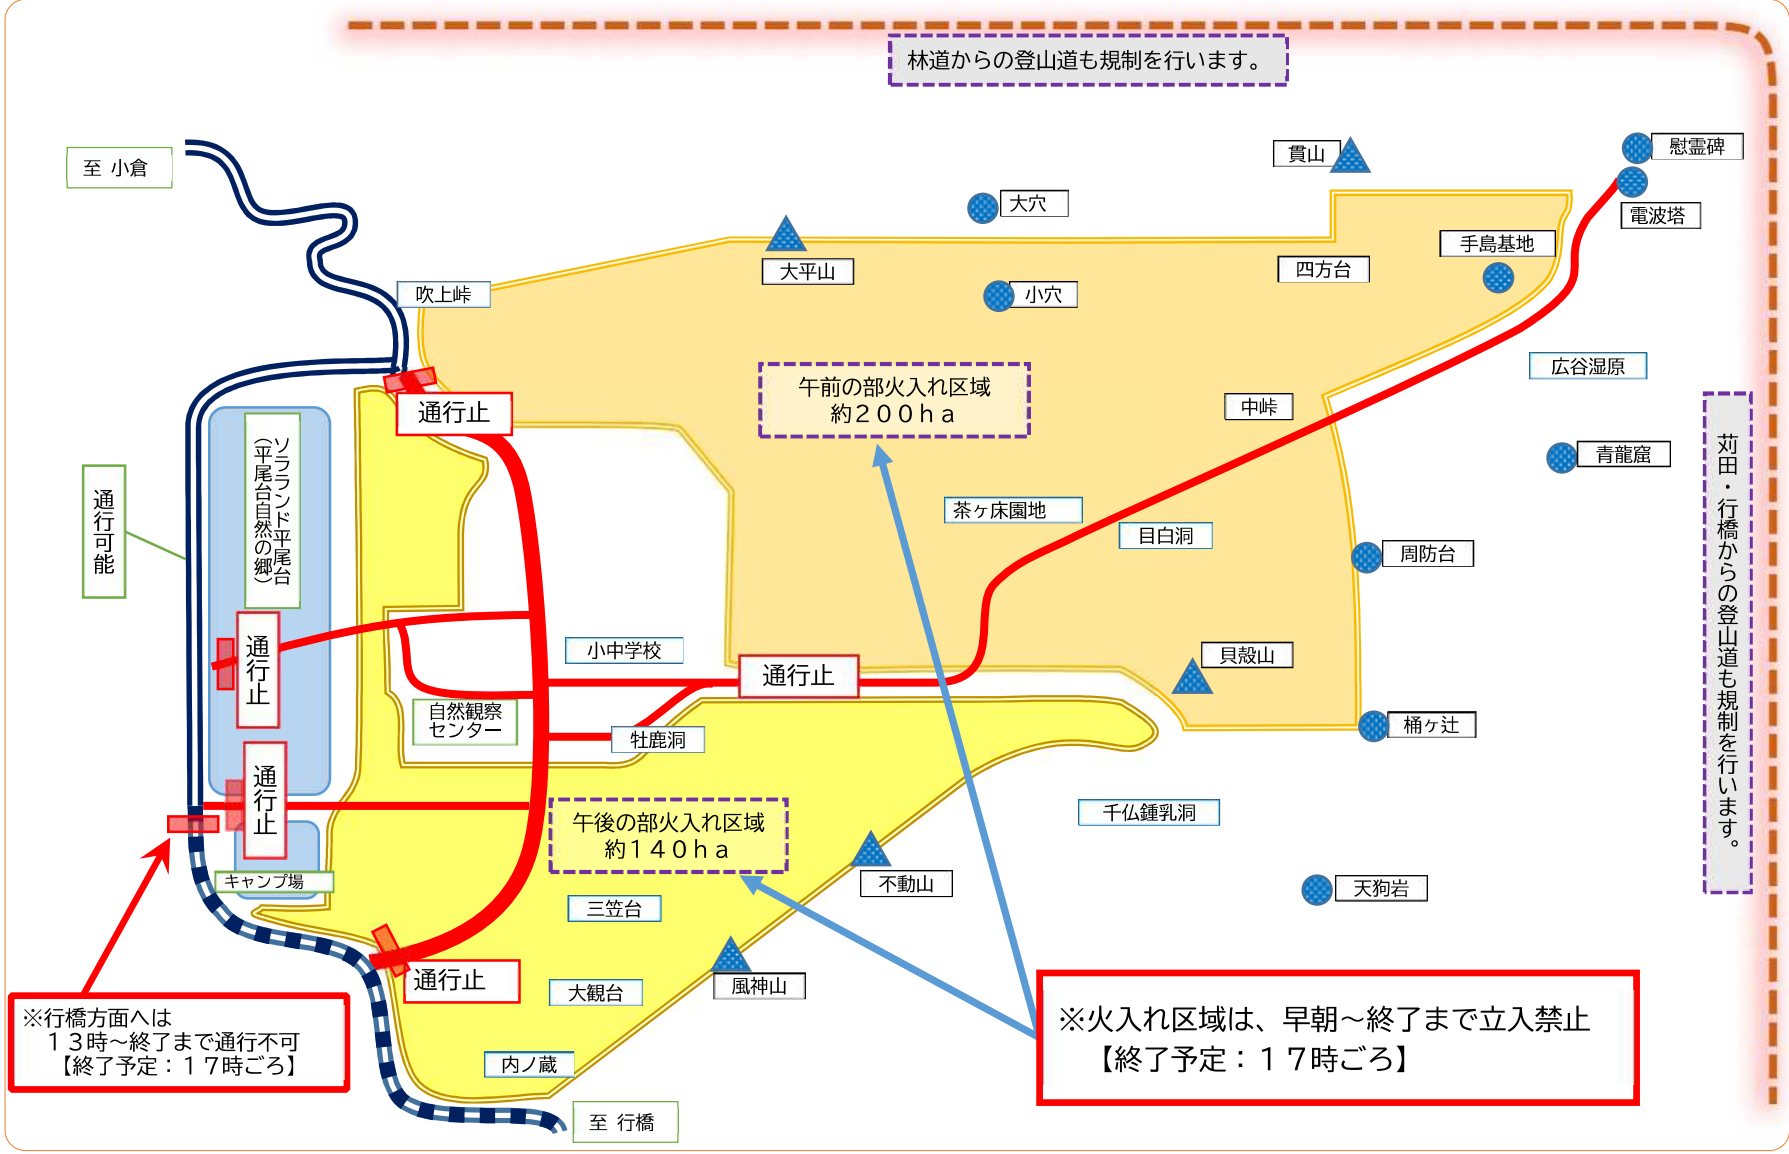 林道からの登山道も規制を行います。
至 小倉
貫山
慰霊碑
大穴
電波塔
手島基地
大平山
四方台
吹上峠
小穴
広谷湿原
午前の部火入れ区域
約２００ｈａ
中峠
通行止
ソラランド平尾台
（平尾台自然の郷）
青龍窟
苅田・行橋からの登山道も規制を行います。
通行可能
茶ヶ床園地
目白洞
周防台
小中学校
貝殻山
通行止
通行止
自然観察
センター
牡鹿洞
桶ヶ辻
通行止
午後の部火入れ区域
約１４０ｈａ
千仏鍾乳洞
キャンプ場
不動山
天狗岩
三笠台
通行止
大観台
風神山
※行橋方面へは
１３時～終了まで通行不可
【終了予定：１７時ごろ】
※火入れ区域は、早朝～終了まで立入禁止
【終了予定：１７時ごろ】
内ノ蔵
至 行橋